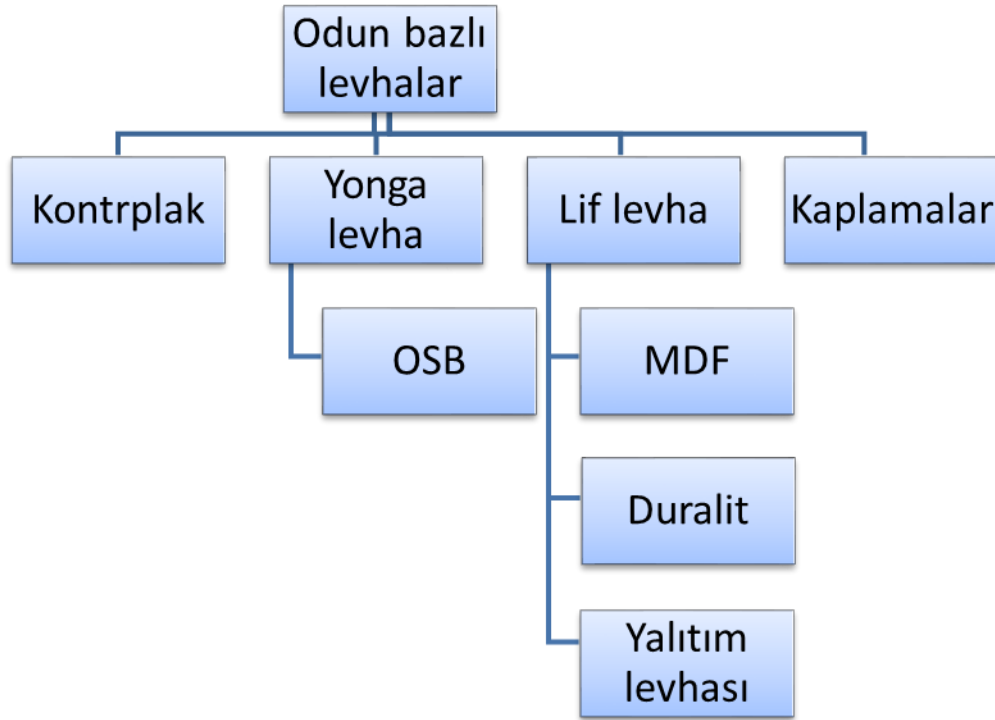 Odun bazlı
levhalar
Kontrplak
Yonga
levha
Lif levha
Kaplamalar
OSB
MDF
Duralit
Yalıtım
levhası